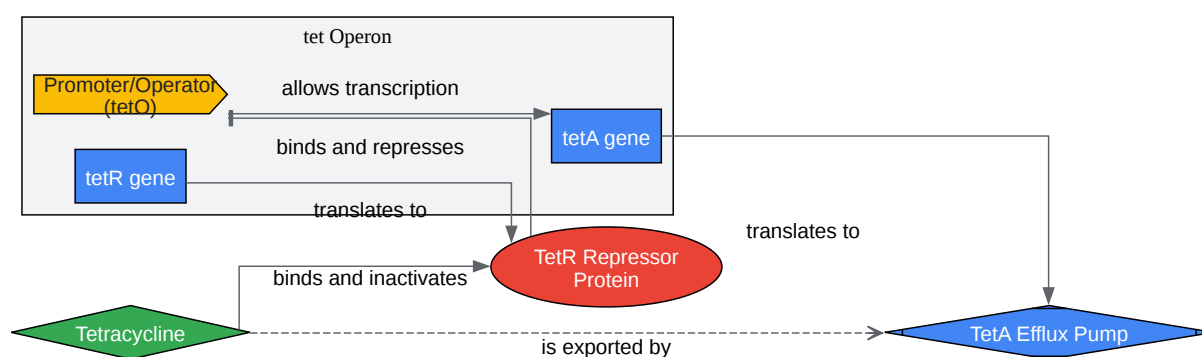 tet Operon
Promoter/Operator
(tetO)
allows transcription
tetA gene
binds and represses
tetR gene
translates to
translates to
TetR Repressor
Protein
binds and inactivates
Tetracycline
TetA Efflux Pump
is exported by